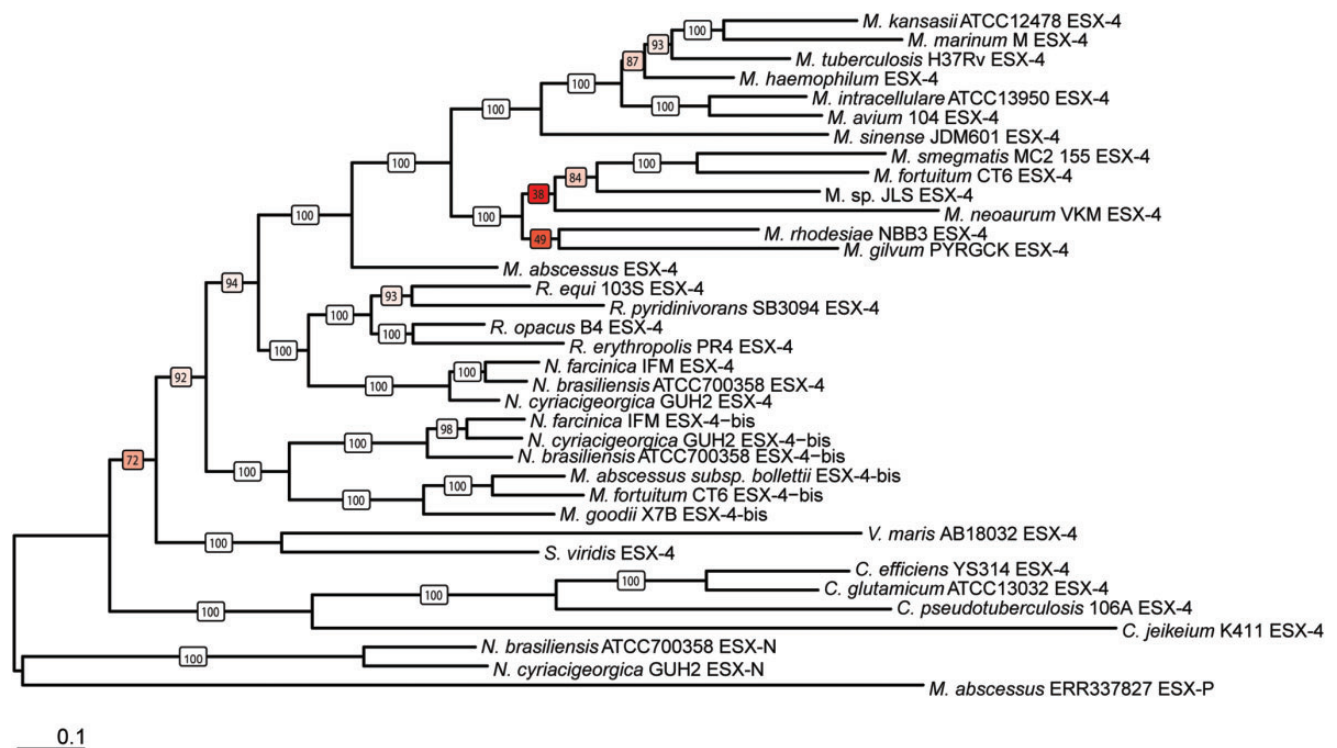 M. kansasii ATCC12478 ESX-4
100
M. marinum M ESX-4
93
M. tuberculosis H37Rv ESX-4
87
M. haemophilum ESX-4
100
M. intracellulare ATCC13950 ESX-4
100
M. avium 104 ESX-4
100
M. sinense JDM601 ESX-4
M. smegmatis MC2 155 ESX-4
100
100
M. fortuitum CT6 ESX-4
84
M. sp. JLS ESX-4
38
M. neoaurum VKM ESX-4
100
100
M. rhodesiae NBB3 ESX-4
49
M. gilvum PYRGCK ESX-4
M. abscessus ESX-4
94
R. equi 103S ESX-4
93
R. pyridinivorans SB3094 ESX-4
100
R. opacus B4 ESX-4
100
R. erythropolis PR4 ESX-4
100
N. farcinica IFM ESX-4
100
92
N. brasiliensis ATCC700358 ESX-4
100
N. cyriacigeorgica GUH2 ESX-4
N. farcinica IFM ESX-4−bis
98
N. cyriacigeorgica GUH2 ESX-4−bis
100
N. brasiliensis ATCC700358 ESX-4−bis
72
100
M. abscessus subsp. bollettii ESX-4-bis
100
M. fortuitum CT6 ESX-4−bis
100
M. goodii X7B ESX-4-bis
V. maris AB18032 ESX-4
100
S. viridis ESX-4
C. efficiens YS314 ESX-4
100
C. glutamicum ATCC13032 ESX-4
100
C. pseudotuberculosis 106A ESX-4
100
C. jeikeium K411 ESX-4
N. brasiliensis ATCC700358 ESX-N
100
N. cyriacigeorgica GUH2 ESX-N
M. abscessus ERR337827 ESX-P
0.1